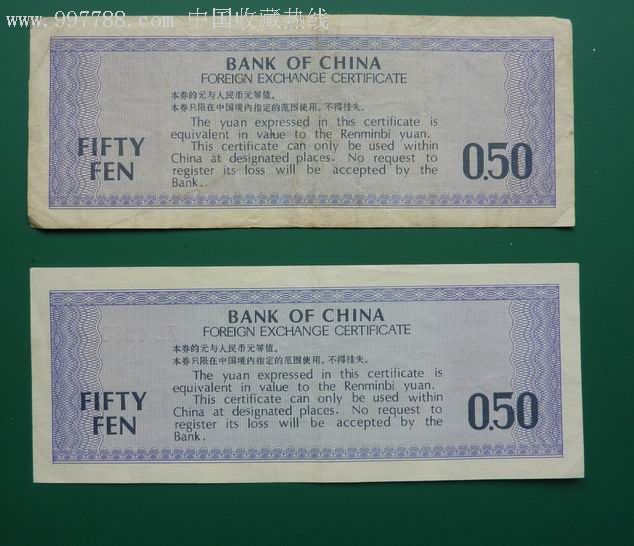 www.997788.com 中国收藏热线
BANK OF CHINA
FOREIGN EXCHANGE CERTIFICATE
本券的元与人民币元等值。
本券只限在中国境内指定的范围使用。不得挂失。
The yuan expressed in this certificate is
equivalent in value to the Renminbi yuan.
This certificate can only be used within
China at designated places. No request to
register its loss will be accepted by the
Bank.
FIFTY
FEN
0.50
BANK OF CHINA
FOREIGN EXCHANGE CERTIFICATE
本券的元与人民币元等值。
本券只限在中国境内指定的范围使用。不得挂失。
The yuan expressed in this certificate is
equivalent in value to the Renminbi yuan.
This certificate can only be used within
China at designated places. No request to
register its loss will be accepted by the
Bank.
FIFTY
FEN
0.50